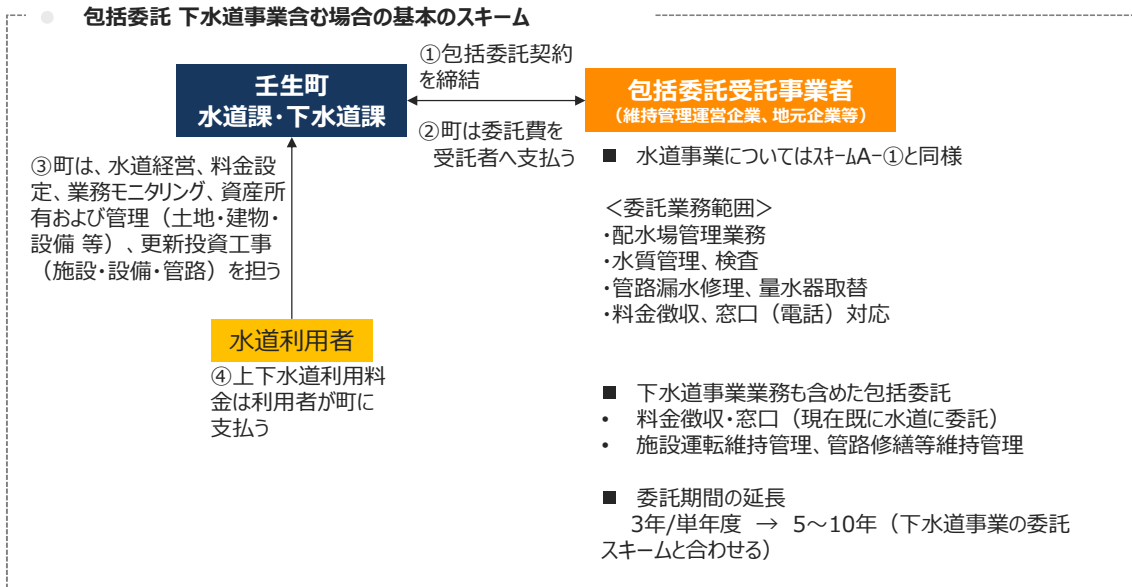 包括委託 下水道事業含む場合の基本のスキーム
①包括委託契約
を締結
壬生町
水道課・下水道課
包括委託受託事業者
（維持管理運営企業、地元企業等）
②町は委託費を
受託者へ支払う
③町は、水道経営、料金設
定、業務モニタリング、資産所
有および管理（土地・建物・
設備 等）、更新投資工事
（施設・設備・管路）を担う
水道利用者
④上下水道利用料
金は利用者が町に
支払う
■ 水道事業についてはｽｷｰﾑA-①と同様
＜委託業務範囲＞
・配水場管理業務
・水質管理、検査
・管路漏水修理、量水器取替
・料金徴収、窓口（電話）対応
■ 下水道事業業務も含めた包括委託
• 料金徴収・窓口（現在既に水道に委託）
• 施設運転維持管理、管路修繕等維持管理
■ 委託期間の延長
3年/単年度 → 5～10年（下水道事業の委託
スキームと合わせる）